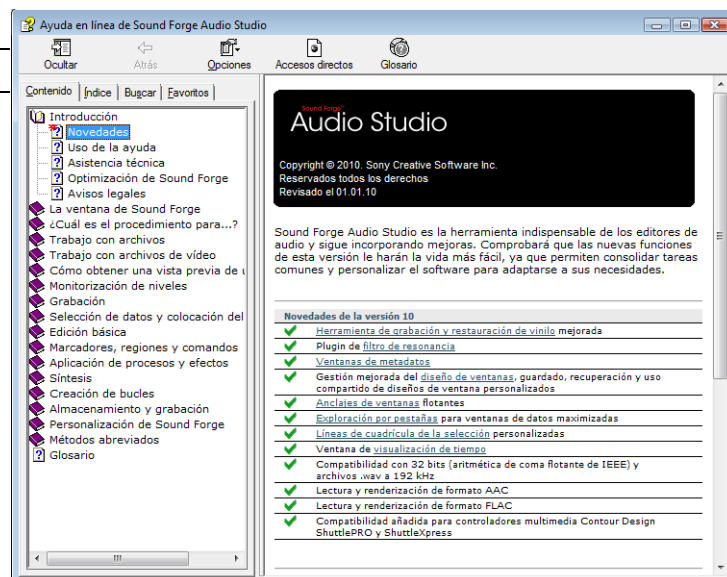 Ayuda en línea de Sound Forge Audio Studio
Ocultar Atrás Opciones Accesos directos Glosario
Contenido Índice Buscar Favoritos
Introducción
Novedades
Uso de la ayuda
Asistencia técnica
Optimización de Sound Forge
Avisos legales
La ventana de Sound Forge
¿Cuál es el procedimiento para...?
Trabajo con archivos
Trabajo con archivos de vídeo
Cómo obtener una vista previa de
Monitorización de niveles
Grabación
Selección de datos y colocación del
Edición básica
Marcadores, regiones y comandos
Aplicación de procesos y efectos
Síntesis
Creación de bucles
Almacenamiento y grabación
Personalización de Sound Forge
Métodos abreviados
Glosario
Sound Forge™
Audio Studio
Copyright © 2010. Sony Creative Software Inc.
Reservados todos los derechos
Revisado el 01.01.10
Sound Forge Audio Studio es la herramienta indispensable de los editores de
audio y sigue incorporando mejoras. Comprobará que las nuevas funciones
de esta versión le harán la vida más fácil, ya que permiten consolidar tareas
comunes y personalizar el software para adaptarse a sus necesidades.
Novedades de la versión 10
Herramienta de grabación y restauración de vinilo mejorada
Plugin de filtro de resonancia
Ventanas de metadatos
Gestión mejorada del diseño de ventanas, guardado, recuperación y uso
compartido de diseños de ventana personalizados
Anclajes de ventanas flotantes
Exploración por pestañas para ventanas de datos maximizadas
Líneas de cuadrícula de la selección personalizadas
Ventana de visualización de tiempo
Compatibilidad con 32 bits (aritmética de coma flotante de IEEE) y
archivos .wav a 192 kHz
Lectura y renderización de formato AAC
Lectura y renderización de formato FLAC
Compatibilidad añadida para controladores multimedia Contour Design
ShuttlePRO y ShuttleXpress